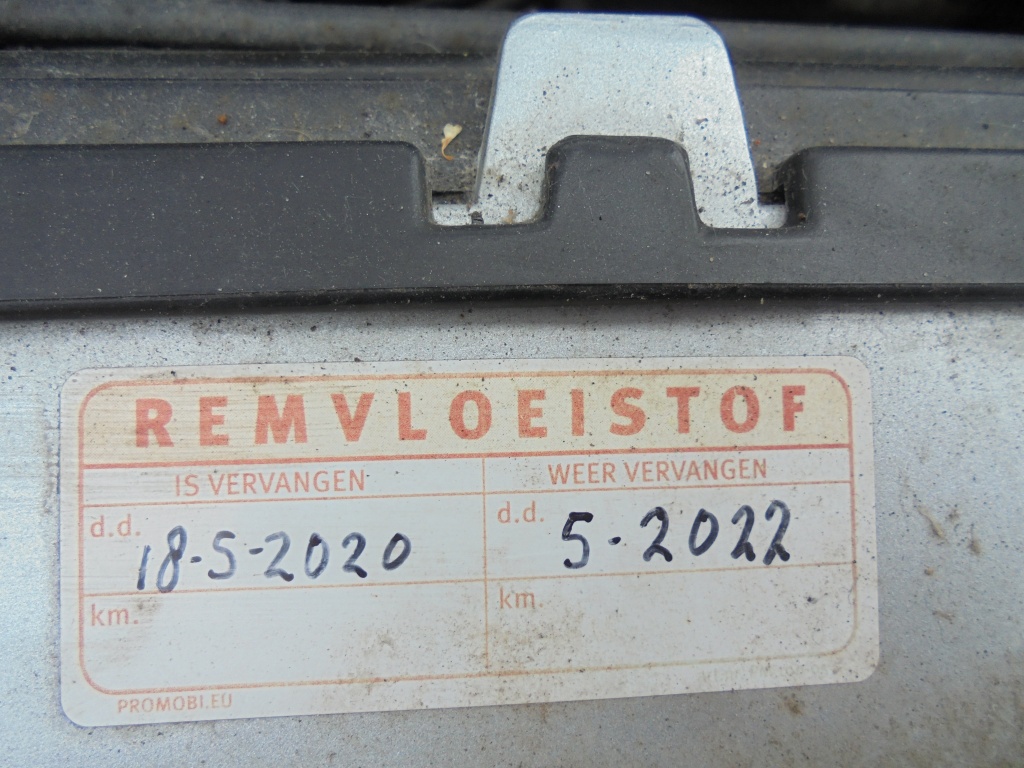 REMVLOEISTOF
IS VERVANGEN WEER VERVANGEN
d.d. 18-5-2020 d.d. 5-2022
km. km.
PROMOBI.EU